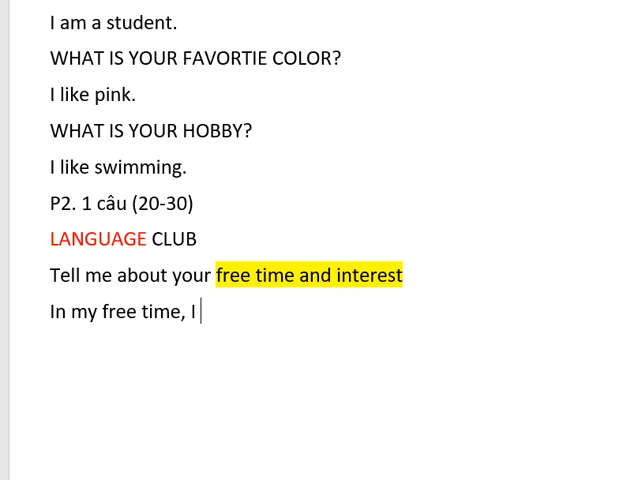 I am a student.
WHAT IS YOUR FAVORTIE COLOR?
I like pink.
WHAT IS YOUR HOBBY?
I like swimming.
P2. 1 câu (20-30)
LANGUAGE CLUB
Tell me about your free time and interest
In my free time, I